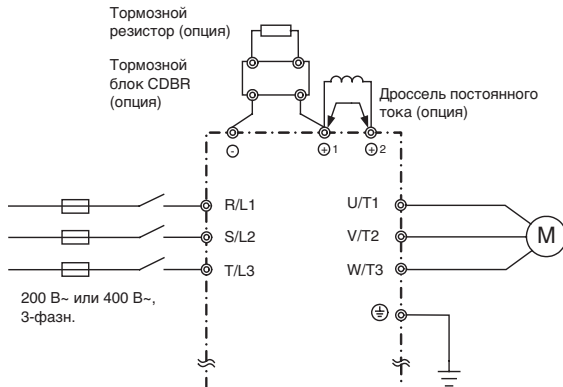 Тормозной
резистор (опция)
Тормозной
блок CDBR
(опция)
Дроссель постоянного
тока (опция)
- +1 +2
R/L1 U/T1
S/L2 V/T2 M
T/L3 W/T3
200 В~ или 400 В~,
3-фазн.